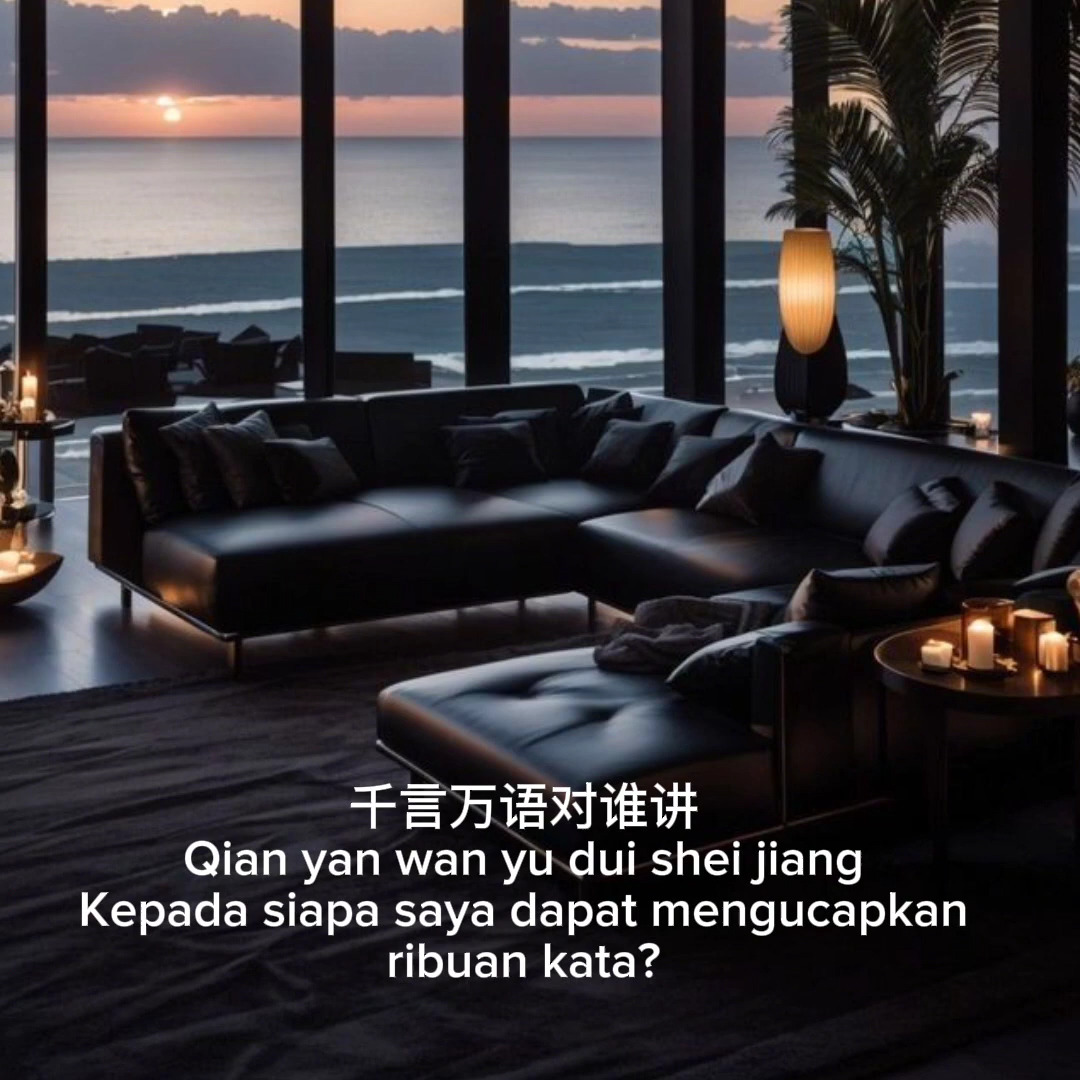 千言万语对谁讲
Qian yan wan yu dui shei jiang
Kepada siapa saya dapat mengucapkan
ribuan kata?